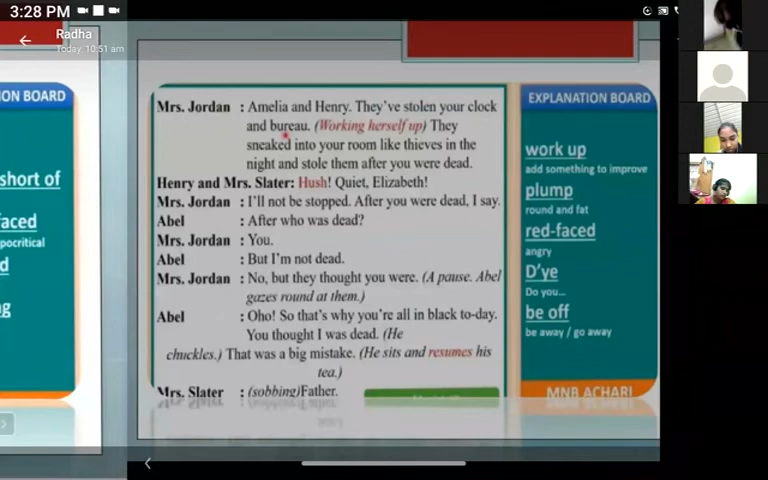 3:28 PM
Radha
Today, 10:51 am
ION BOARD
short of
faced
pocritical
d
g
Mrs. Jordan : Amelia and Henry. They've stolen your clock
and bureau. (Working herself up) They
sneaked into your room like thieves in the
night and stole them after you were dead.
Henry and Mrs. Slater: Hush! Quiet, Elizabeth!
Mrs. Jordan : I'll not be stopped. After you were dead, I say.
Abel : After who was dead?
Mrs. Jordan : You.
Abel : But I'm not dead.
Mrs. Jordan : No, but they thought you were. (A pause. Abel
gazes round at them.)
Abel : Oho! So that's why you're all in black to-day.
You thought I was dead. (He
chuckles.) That was a big mistake. (He sits and resumes his
tea.)
Mrs. Slater : (sobbing)Father.
EXPLANATION BOARD
work up
add something to improve
plump
round and fat
red-faced
angry
D'ye
Do you...
be off
be away / go away
MNB ACHARI